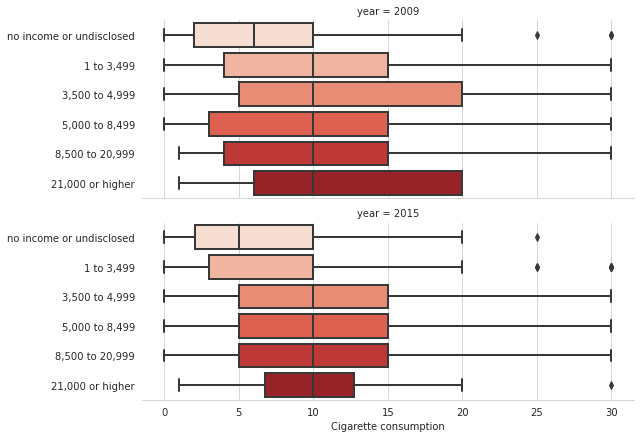 year = 2009
no income or undisclosed
1 to 3,499
3,500 to 4,999
5,000 to 8,499
8,500 to 20,999
21,000 or higher
year = 2015
no income or undisclosed
1 to 3,499
3,500 to 4,999
5,000 to 8,499
8,500 to 20,999
21,000 or higher
0 5 10 15 20 25 30
Cigarette consumption